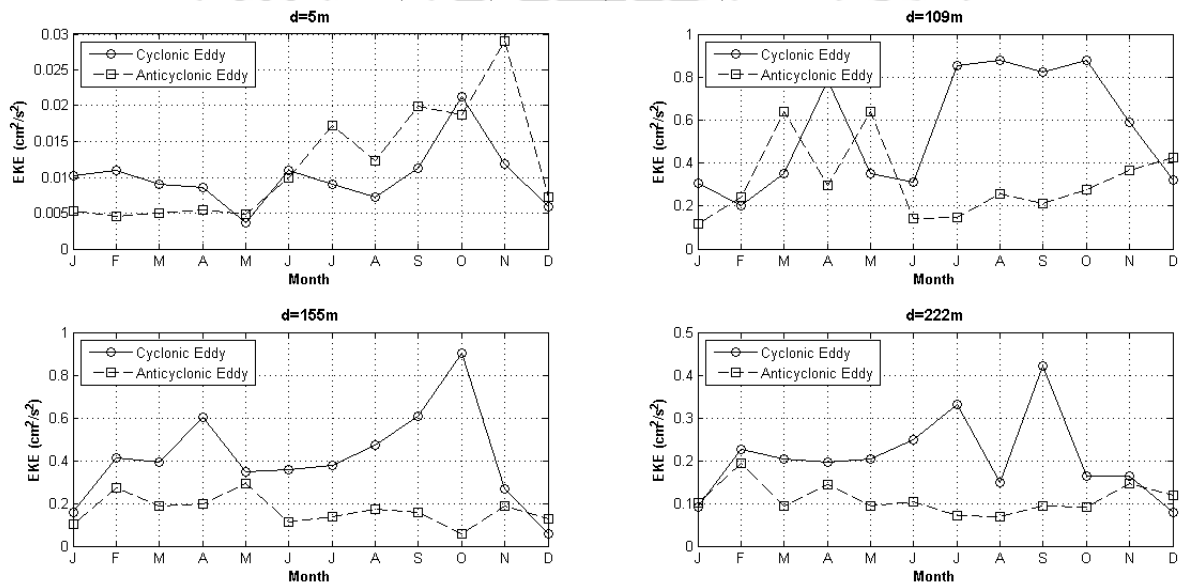 d=5m
EKE (cm²/s²)
0.03
0.025
0.02
0.015
0.01
0.005
0
Cyclonic Eddy
Anticyclonic Eddy
J F M A M J J A S O N D
Month
d=109m
EKE (cm²/s²)
1
0.8
0.6
0.4
0.2
0
Cyclonic Eddy
Anticyclonic Eddy
J F M A M J J A S O N D
Month
d=155m
EKE (cm²/s²)
1
0.8
0.6
0.4
0.2
0
Cyclonic Eddy
Anticyclonic Eddy
J F M A M J J A S O N D
Month
d=222m
EKE (cm²/s²)
0.5
0.4
0.3
0.2
0.1
0
Cyclonic Eddy
Anticyclonic Eddy
J F M A M J J A S O N D
Month